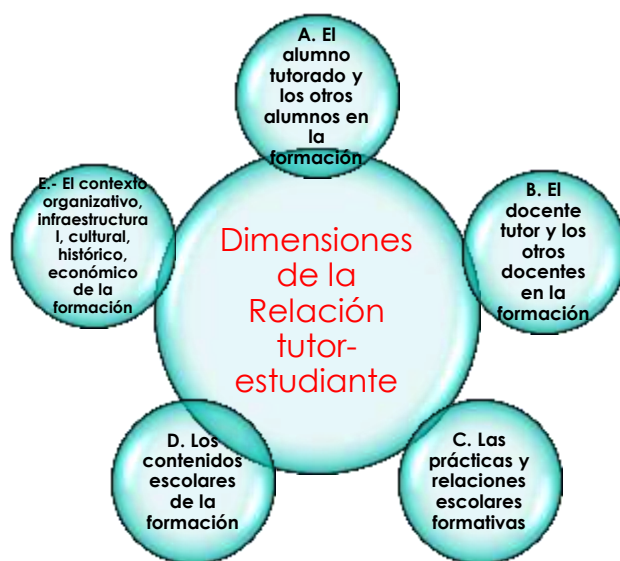 A. El
alumno
tutorado y
los otros
alumnos en
la
formación
B. El
docente
tutor y los
otros
docentes
en la
formación
C. Las
prácticas y
relaciones
escolares
formativas
D. Los
contenidos
escolares
de la
formación
E.- El contexto
organizativo,
infraestructura
l, cultural,
histórico,
económico
de la
formación
Dimensiones
de la
Relación
tutor-
estudiante